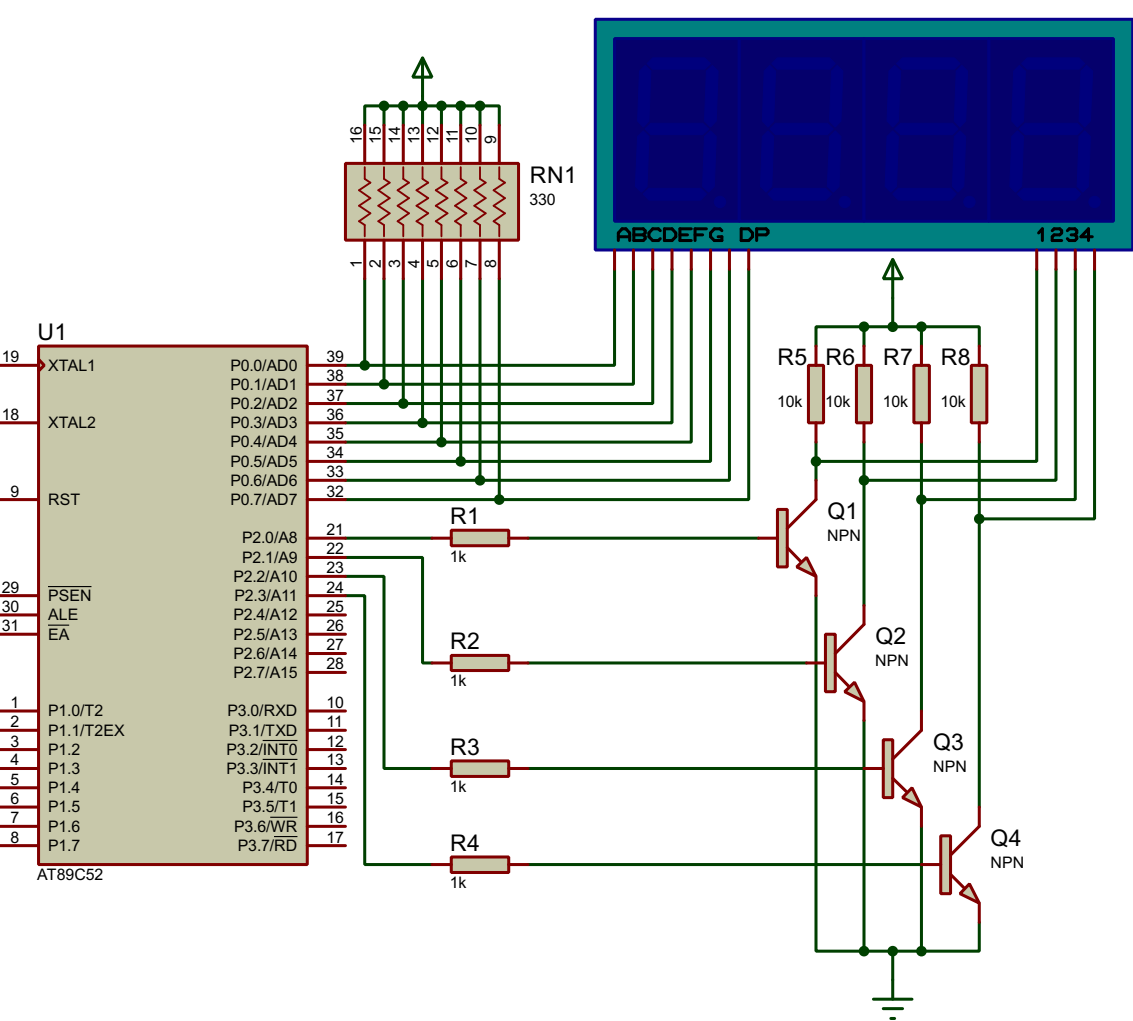 16 15 14 13 12 11 10 9
RN1
330
1 2 3 4 5 6 7 8
ABCDEFG DP
1234
U1
19 XTAL1
18 XTAL2
9 RST
29 PSEN
30 ALE
31 EA
1 P1.0/T2
2 P1.1/T2EX
3 P1.2
4 P1.3
5 P1.4
6 P1.5
7 P1.6
8 P1.7
P0.0/AD0 39
P0.1/AD1 38
P0.2/AD2 37
P0.3/AD3 36
P0.4/AD4 35
P0.5/AD5 34
P0.6/AD6 33
P0.7/AD7 32
P2.0/A8 21
P2.1/A9 22
P2.2/A10 23
P2.3/A11 24
P2.4/A12 25
P2.5/A13 26
P2.6/A14 27
P2.7/A15 28
P3.0/RXD 10
P3.1/TXD 11
P3.2/INT0 12
P3.3/INT1 13
P3.4/T0 14
P3.5/T1 15
P3.6/WR 16
P3.7/RD 17
AT89C52
R5 R6 R7 R8
10k 10k 10k 10k
R1
1k
R2
1k
R3
1k
R4
1k
Q1
NPN
Q2
NPN
Q3
NPN
Q4
NPN